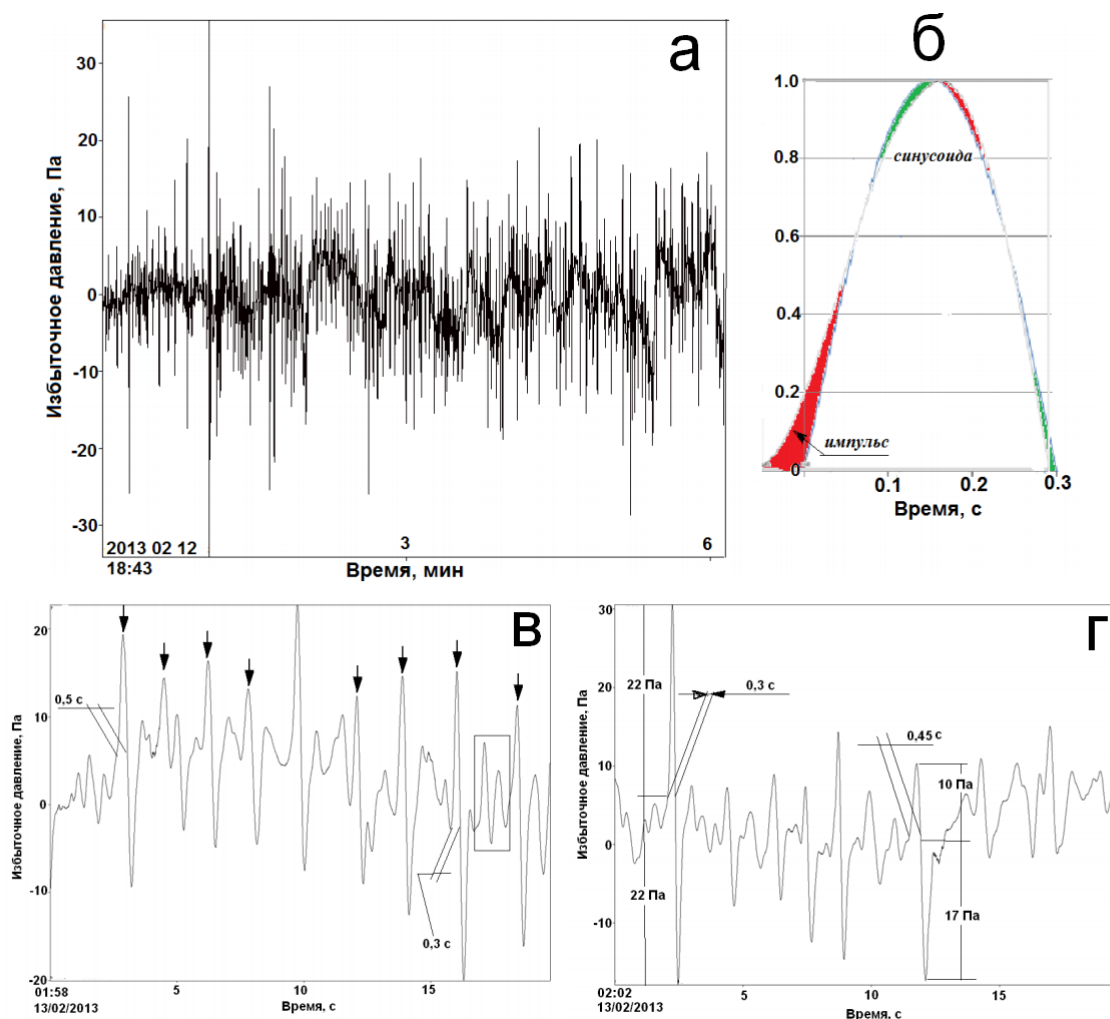 а
Избыточное давление, Па
30
20
10
0
-10
-20
-30
2013 02 12
18:43
3
6
Время, мин
б
1.0
0.8
0.6
0.4
0.2
0
синусоида
импульс
0.1
0.2
0.3
Время, с
в
Избыточное давление, Па
20
10
0
-10
-20
0,5 с
0,3 с
01:58
13/02/2013
5
10
15
Время, с
г
Избыточное давление, Па
30
20
10
0
-10
22 Па
22 Па
0,3 с
0,45 с
10 Па
17 Па
02:02
13/02/2013
5
10
15
Время, с